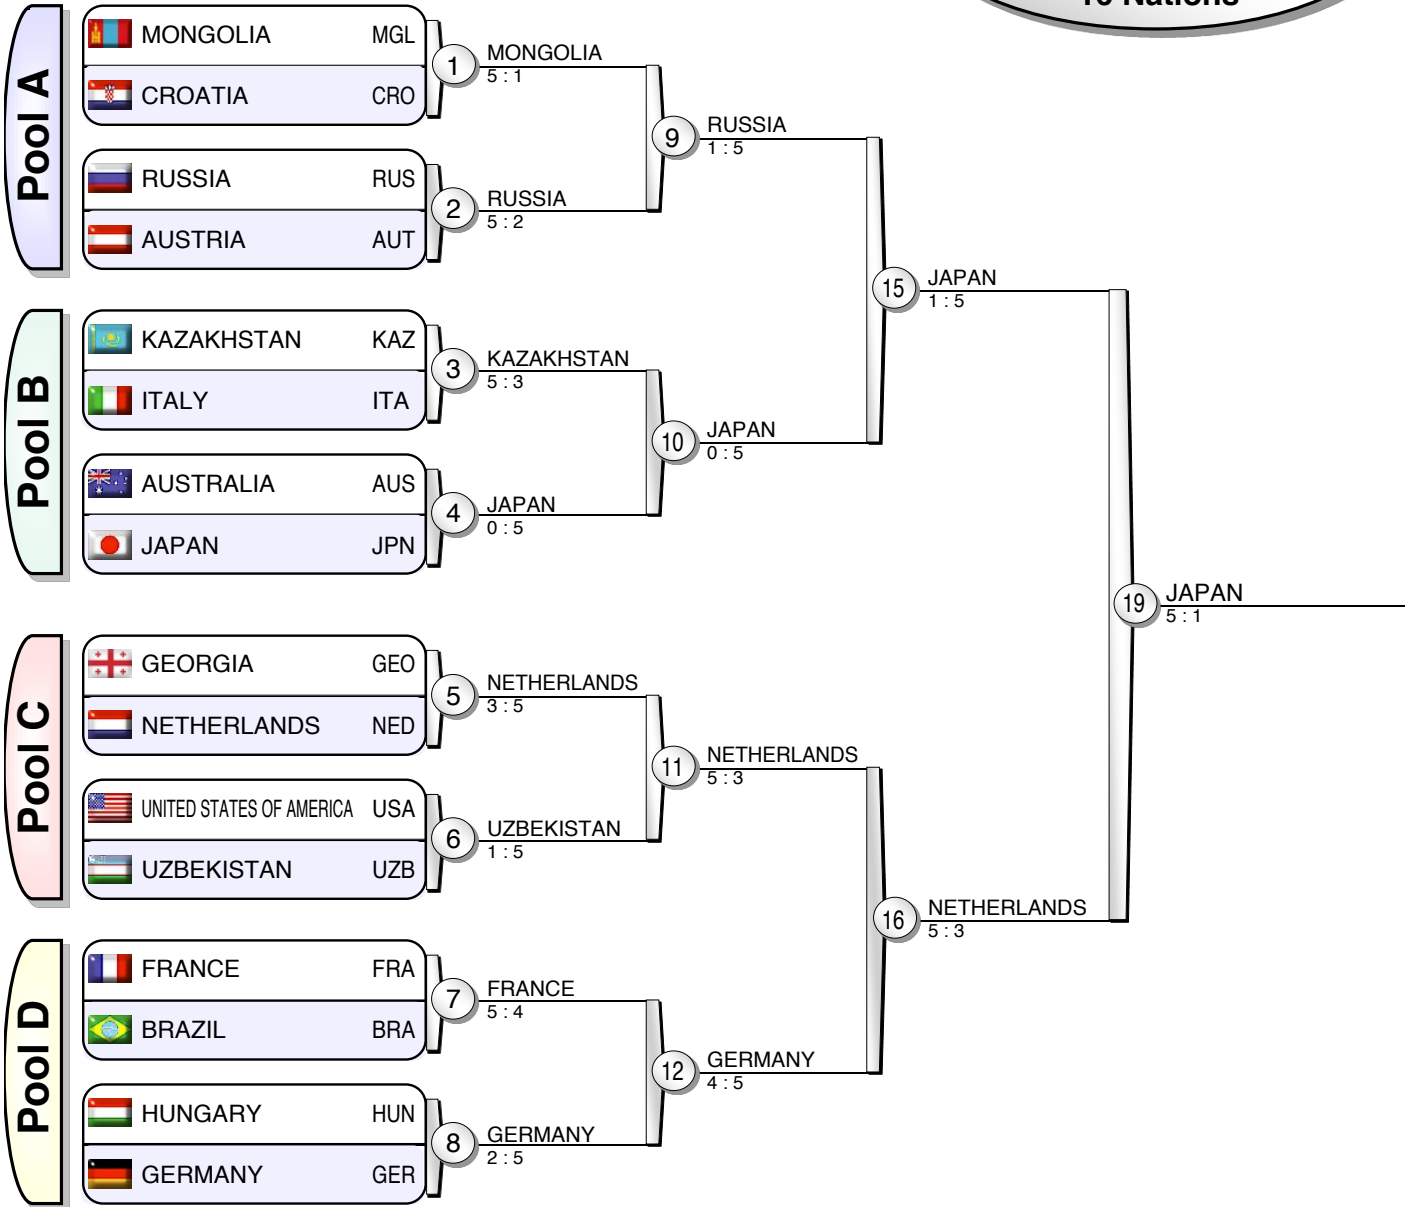 16 Nations
Pool A
MONGOLIA MGL
CROATIA CRO
RUSSIA RUS
AUSTRIA AUT
1
MONGOLIA
5 : 1
2
RUSSIA
5 : 2
9
RUSSIA
1 : 5
Pool B
KAZAKHSTAN KAZ
ITALY ITA
AUSTRALIA AUS
JAPAN JPN
3
KAZAKHSTAN
5 : 3
4
JAPAN
0 : 5
10
JAPAN
0 : 5
15
JAPAN
1 : 5
Pool C
GEORGIA GEO
NETHERLANDS NED
UNITED STATES OF AMERICA USA
UZBEKISTAN UZB
5
NETHERLANDS
3 : 5
6
UZBEKISTAN
1 : 5
11
NETHERLANDS
5 : 3
Pool D
FRANCE FRA
BRAZIL BRA
HUNGARY HUN
GERMANY GER
7
FRANCE
5 : 4
8
GERMANY
2 : 5
12
GERMANY
4 : 5
16
NETHERLANDS
5 : 3
19
JAPAN
5 : 1